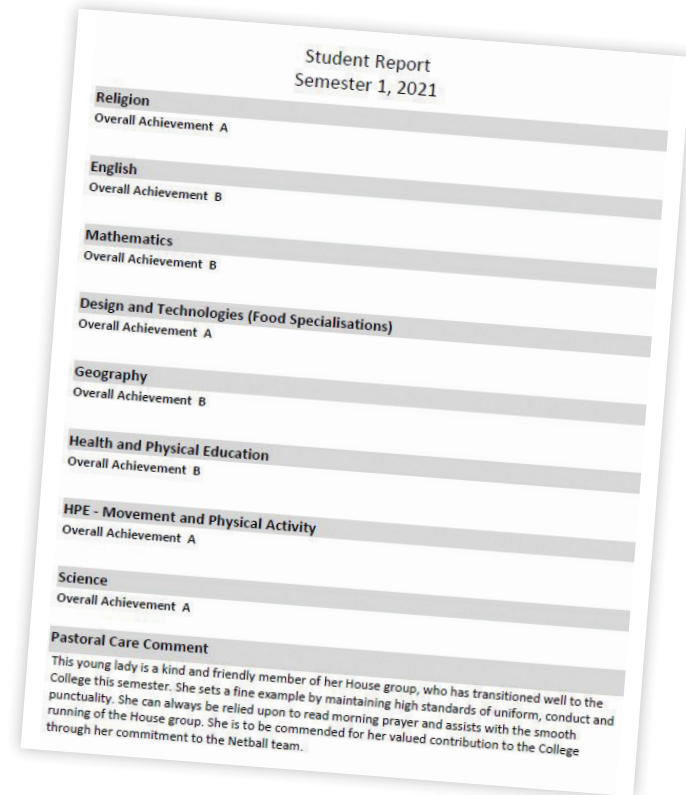 Student Report
Semester 1, 2021
Religion
Overall Achievement A
English
Overall Achievement B
Mathematics
Overall Achievement B
Design and Technologies (Food Specialisations)
Overall Achievement A
Geography
Overall Achievement B
Health and Physical Education
Overall Achievement B
HPE - Movement and Physical Activity
Overall Achievement A
Science
Overall Achievement A
Pastoral Care Comment
This young lady is a kind and friendly member of her House group, who has transitioned well to the
College this semester. She sets a fine example by maintaining high standards of uniform, conduct and
punctuality. She can always be relied upon to read morning prayer and assists with the smooth
running of the House group. She is to be commended for her valued contribution to the College
through her commitment to the Netball team.